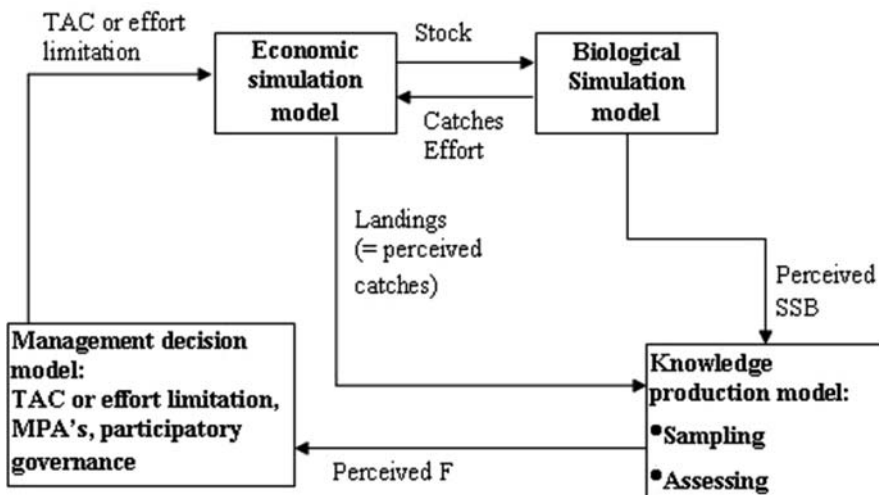 TAC or effort
limitation
Economic
simulation
model
Stock
Catches
Effort
Biological
Simulation
model
Landings
(= perceived
catches)
Perceived
SSB
Management decision
model:
TAC or effort limitation,
MPA's, participatory
governance
Perceived F
Knowledge
production model:
•Sampling
•Assessing